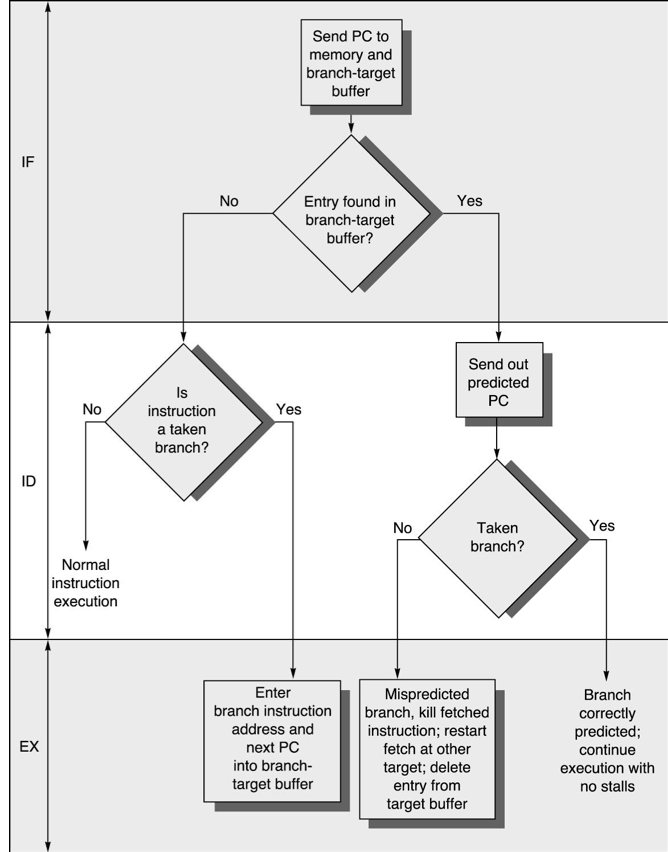 Send PC to
memory and
branch-target
buffer
IF
No
Entry found in
branch-target
buffer?
Yes
No
Is
instruction
a taken
branch?
Yes
Send out
predicted
PC
ID
No
Taken
branch?
Yes
Normal
instruction
execution
EX
Enter
branch instruction
address and
next PC
into branch-
target buffer
Mispredicted
branch, kill fetched
instruction; restart
fetch at other
target; delete
entry from
target buffer
Branch
correctly
predicted;
continue
execution with
no stalls